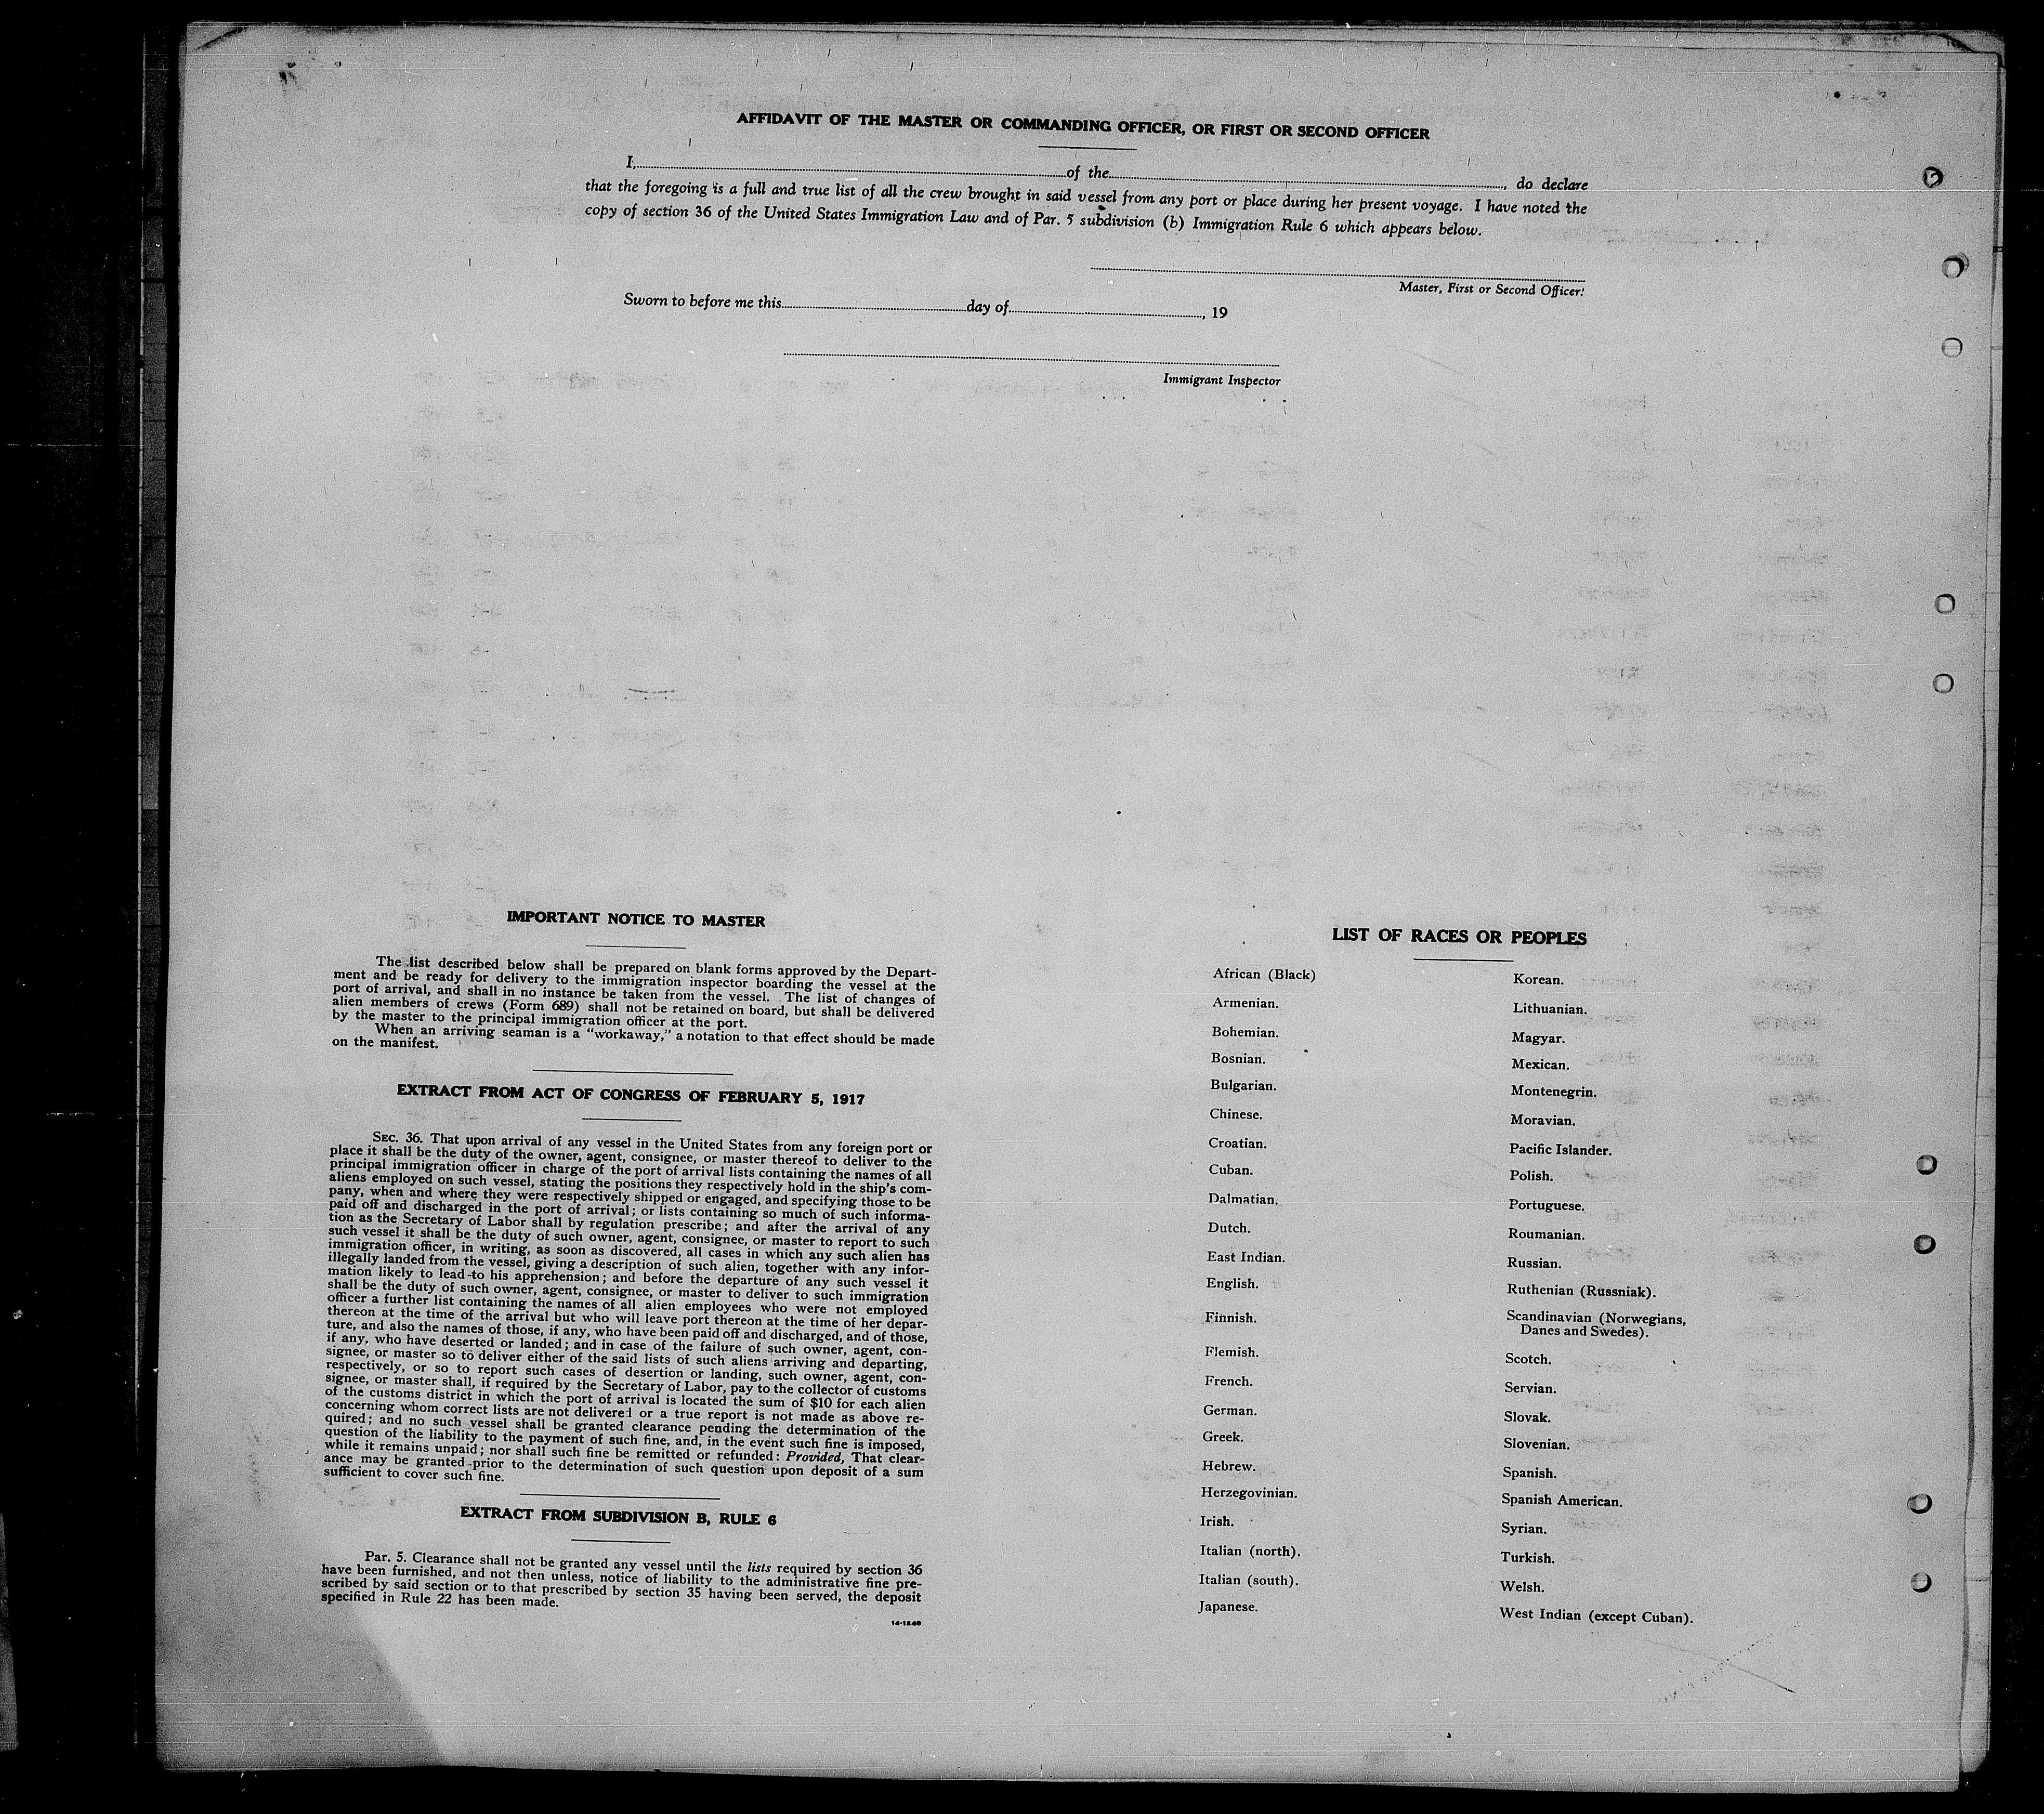 AFFIDAVIT OF THE MASTER OR COMMANDING OFFICER, OR FIRST OR SECOND OFFICER
I, of the , do declare
that the foregoing is a full and true list of all the crew brought in said vessel from any port or place during her present voyage. I have noted the
copy of section 36 of the United States Immigration Law and of Par. 5 subdivision (b) Immigration Rule 6 which appears below.
Master, First or Second Officer.
Sworn to before me this day of , 19
Immigrant Inspector
IMPORTANT NOTICE TO MASTER
The list described below shall be prepared on blank forms approved by the Depart-
ment and be ready for delivery to the immigration inspector boarding the vessel at the
port of arrival, and shall in no instance be taken from the vessel. The list of changes of
alien members of crews (Form 689) shall not be retained on board, but shall be delivered
by the master to the principal immigration officer at the port.
When an arriving seaman is a "workaway," a notation to that effect should be made
on the manifest.
EXTRACT FROM ACT OF CONGRESS OF FEBRUARY 5, 1917
SEC. 36. That upon arrival of any vessel in the United States from any foreign port or
place it shall be the duty of the owner, agent, consignee, or master thereof to deliver to the
principal immigration officer in charge of the port of arrival lists containing the names of all
aliens employed on such vessel, stating the positions they respectively hold in the ship's com-
pany, when and where they were respectively shipped or engaged, and specifying those to be
paid off and discharged in the port of arrival; or lists containing so much of such informa-
tion as the Secretary of Labor shall by regulation prescribe; and after the arrival of any
such vessel it shall be the duty of such owner, agent, consignee, or master to report to such
immigration officer, in writing, as soon as discovered, all cases in which any such alien has
illegally landed from the vessel, giving a description of such alien, together with any infor-
mation likely to lead to his apprehension; and before the departure of any such vessel it
shall be the duty of such owner, agent, consignee, or master to deliver to such immigration
officer a further list containing the names of all alien employees who were not employed
thereon at the time of the arrival but who will leave port thereon at the time of her depar-
ture, and also the names of those, if any, who have been paid off and discharged, and of those,
if any, who have deserted or landed; and in case of the failure of such owner, agent, con-
signee, or master so to deliver either of the said lists of such aliens arriving and departing,
respectively, or so to report such cases of desertion or landing, such owner, agent, con-
signee, or master shall, if required by the Secretary of Labor, pay to the collector of customs
of the customs district in which the port of arrival is located the sum of $10 for each alien
concerning whom correct lists are not delivered or a true report is not made as above re-
quired; and no such vessel shall be granted clearance pending the determination of the
question of the liability to the payment of such fine, and, in the event such fine is imposed,
while it remains unpaid; nor shall such fine be remitted or refunded: Provided, That clear-
ance may be granted prior to the determination of such question upon deposit of a sum
sufficient to cover such fine.
EXTRACT FROM SUBDIVISION B, RULE 6
Par. 5. Clearance shall not be granted any vessel until the lists required by section 36
have been furnished, and not then unless, notice of liability to the administrative fine pre-
scribed by said section or to that prescribed by section 35 having been served, the deposit
specified in Rule 22 has been made.
LIST OF RACES OR PEOPLES
African (Black)
Armenian.
Bohemian.
Bosnian.
Bulgarian.
Chinese.
Croatian.
Cuban.
Dalmatian.
Dutch.
East Indian.
English.
Finnish.
Flemish.
French.
German.
Greek.
Hebrew.
Herzegovinian.
Irish.
Italian (north).
Italian (south).
Japanese.
Korean.
Lithuanian.
Magyar.
Mexican.
Montenegrin.
Moravian.
Pacific Islander.
Polish.
Portuguese.
Roumanian.
Russian.
Ruthenian (Russniak).
Scandinavian (Norwegians,
Danes and Swedes).
Scotch.
Servian.
Slovak.
Slovenian.
Spanish.
Spanish American.
Syrian.
Turkish.
Welsh.
West Indian (except Cuban).